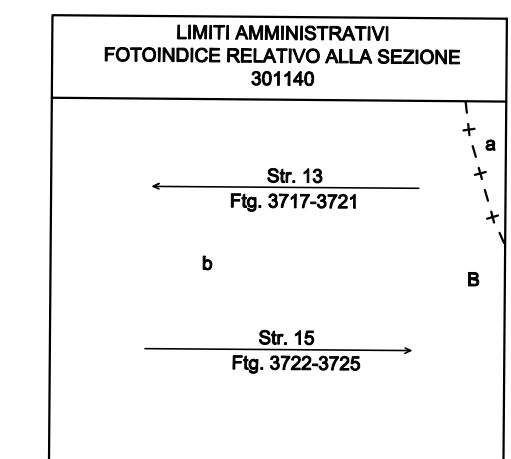 LIMITI AMMINISTRATIVI
FOTOINDICE RELATIVO ALLA SEZIONE
301140
a
Str. 13
Ftg. 3717-3721
b
B
Str. 15
Ftg. 3722-3725